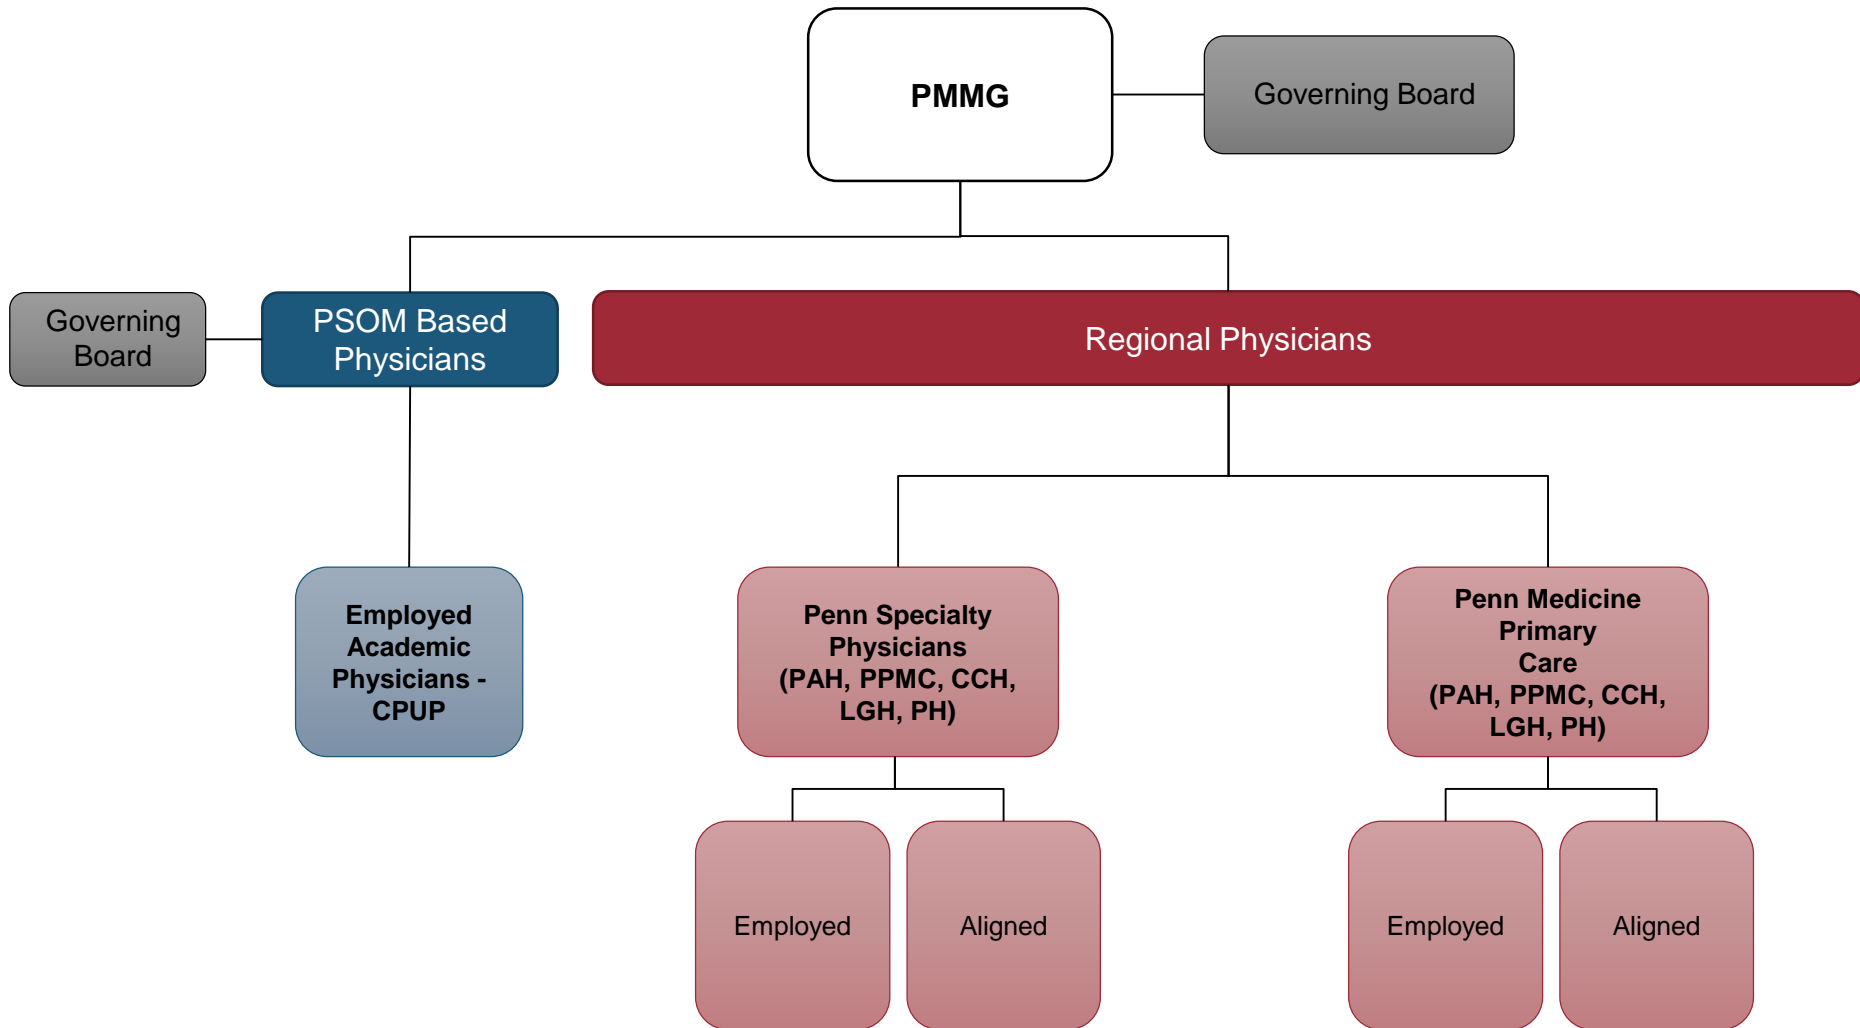 PMMG
Governing Board
Governing
Board
PSOM Based
Physicians
Regional Physicians
Employed
Academic
Physicians -
CPUP
Penn Specialty
Physicians
(PAH, PPMC, CCH,
LGH, PH)
Penn Medicine
Primary
Care
(PAH, PPMC, CCH,
LGH, PH)
Employed
Aligned
Employed
Aligned